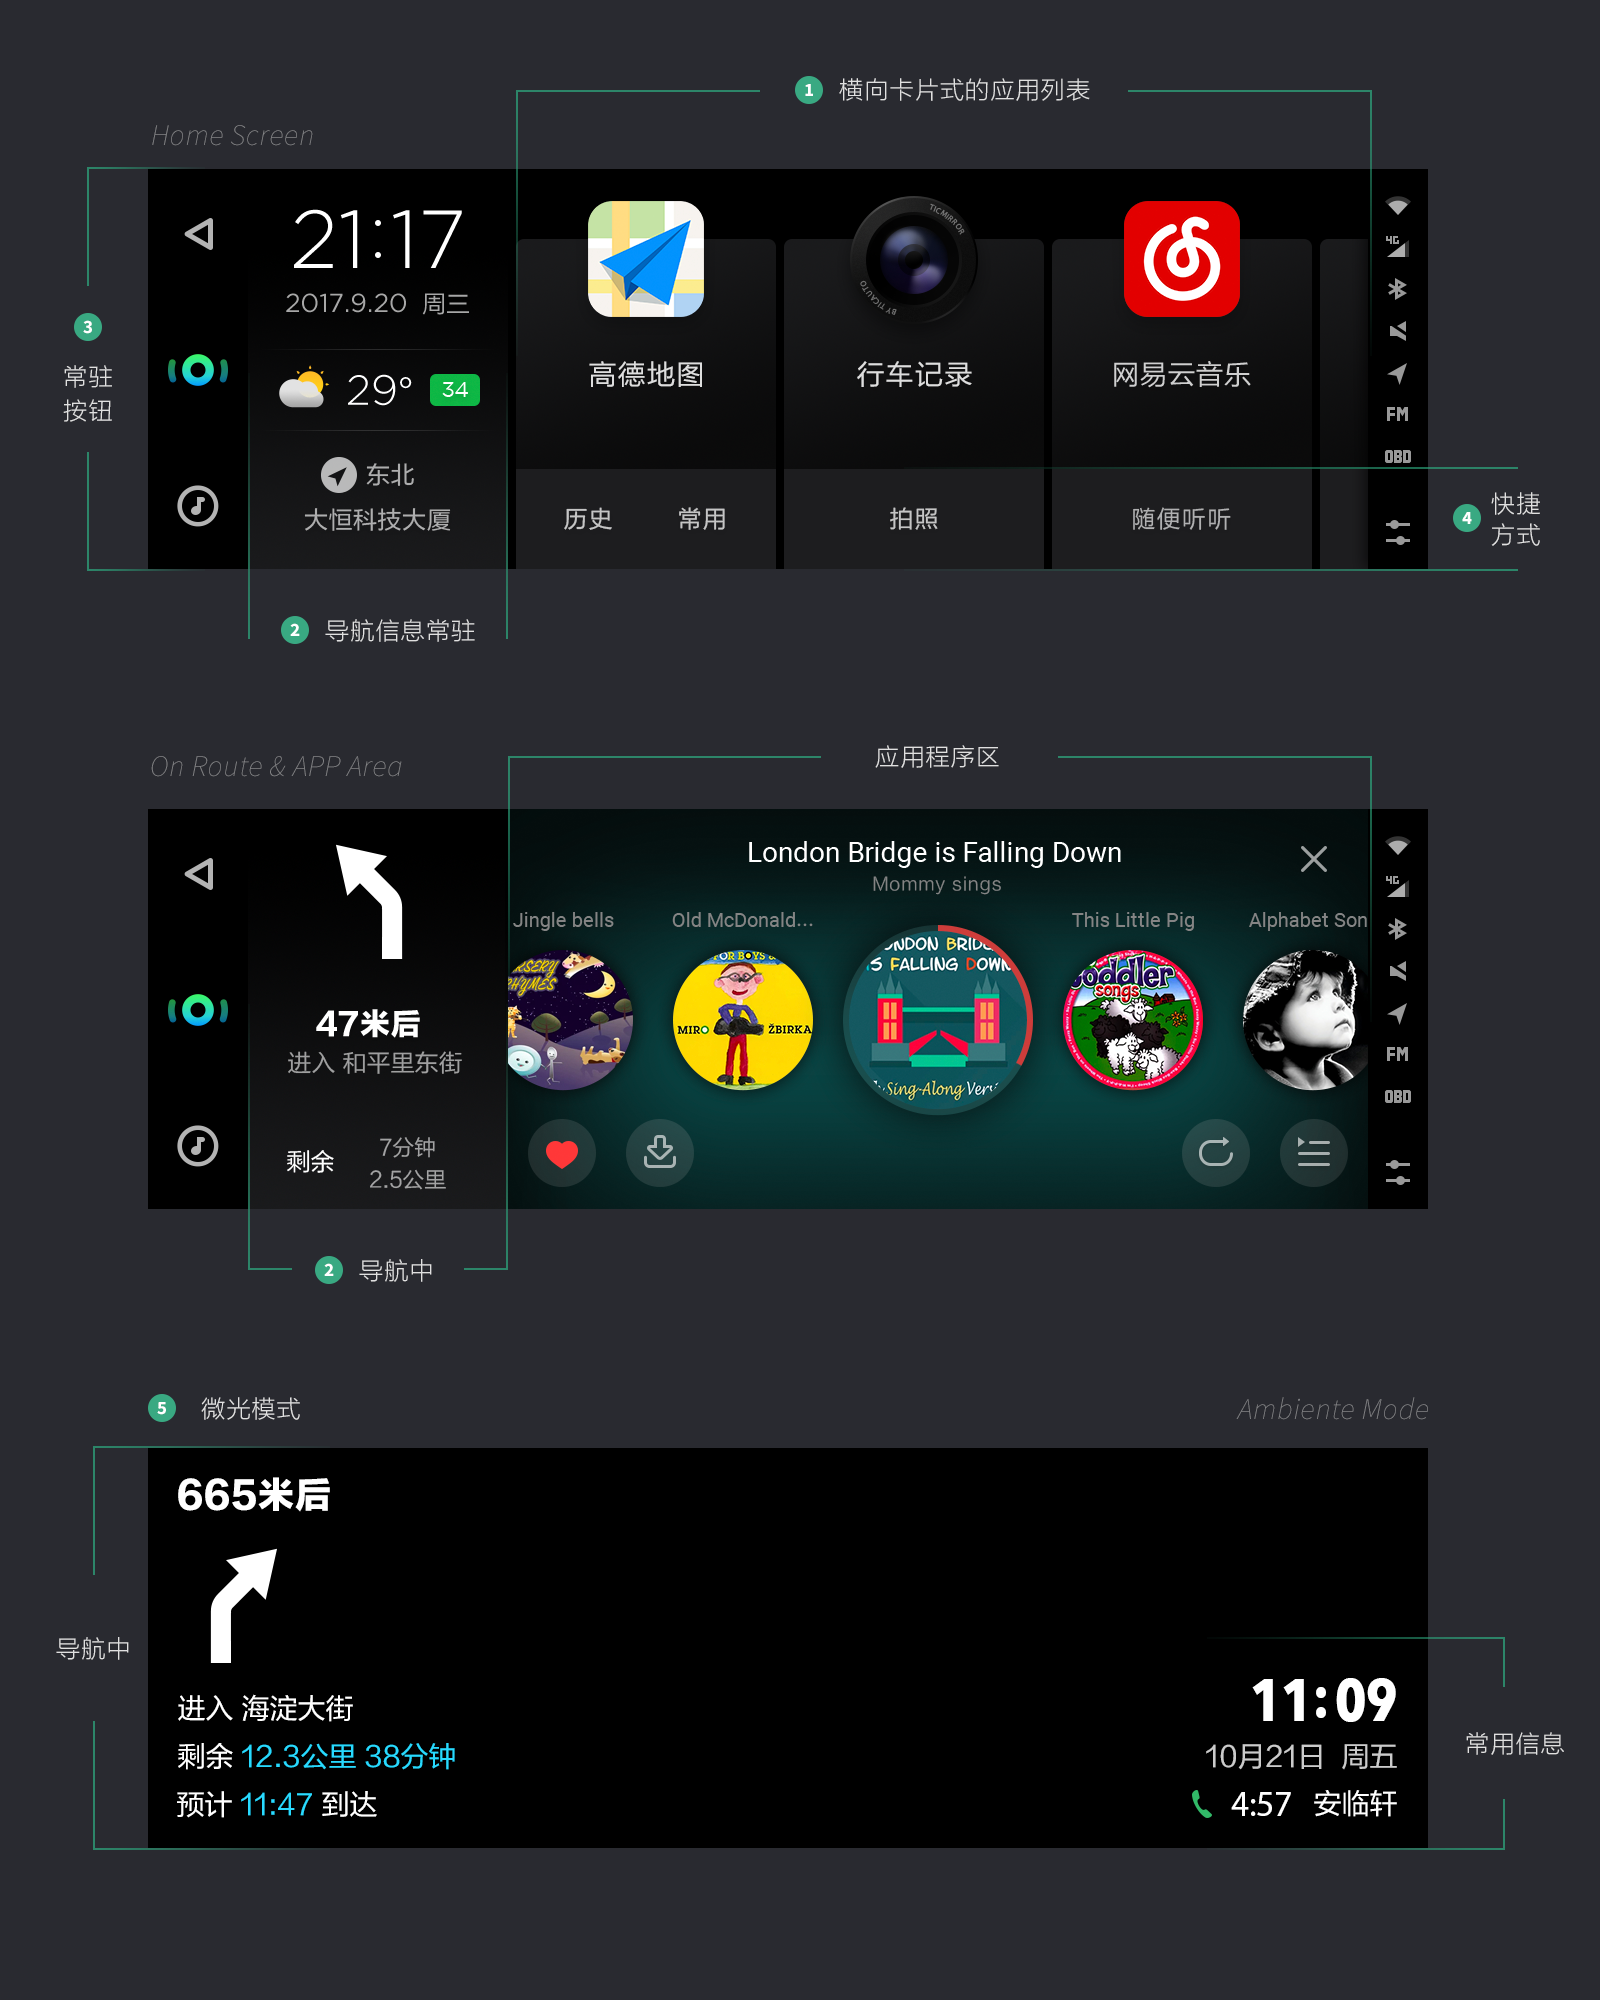 1 横向卡片式的应用列表
Home Screen
3
常驻
按钮
21:17
2017.9.20 周三
29° 34
东北
大恒科技大厦
TICMIRROR
BY TICAUTO
高德地图
行车记录
网易云音乐
历史 常用
拍照
随便听听
4G
FM
OBD
4 快捷
方式
2 导航信息常驻
On Route & APP Area
应用程序区
47米后
进入 和平里东街
剩余
7分钟
2.5公里
London Bridge is Falling Down
Mommy sings
Jingle bells
Old McDonald...
This Little Pig
Alphabet Son
RSERY
HYMES
FOR BOYS &
MIRO ŽBIRKA
ONDON BRIDG
S FALLING DOWN
Sing-Along Vers
oddler
songs
4G
FM
OBD
2 导航中
5 微光模式
Ambiente Mode
665米后
导航中
进入 海淀大街
剩余 12.3公里 38分钟
预计 11:47 到达
11:09
10月21日 周五
4:57 安临轩
常用信息